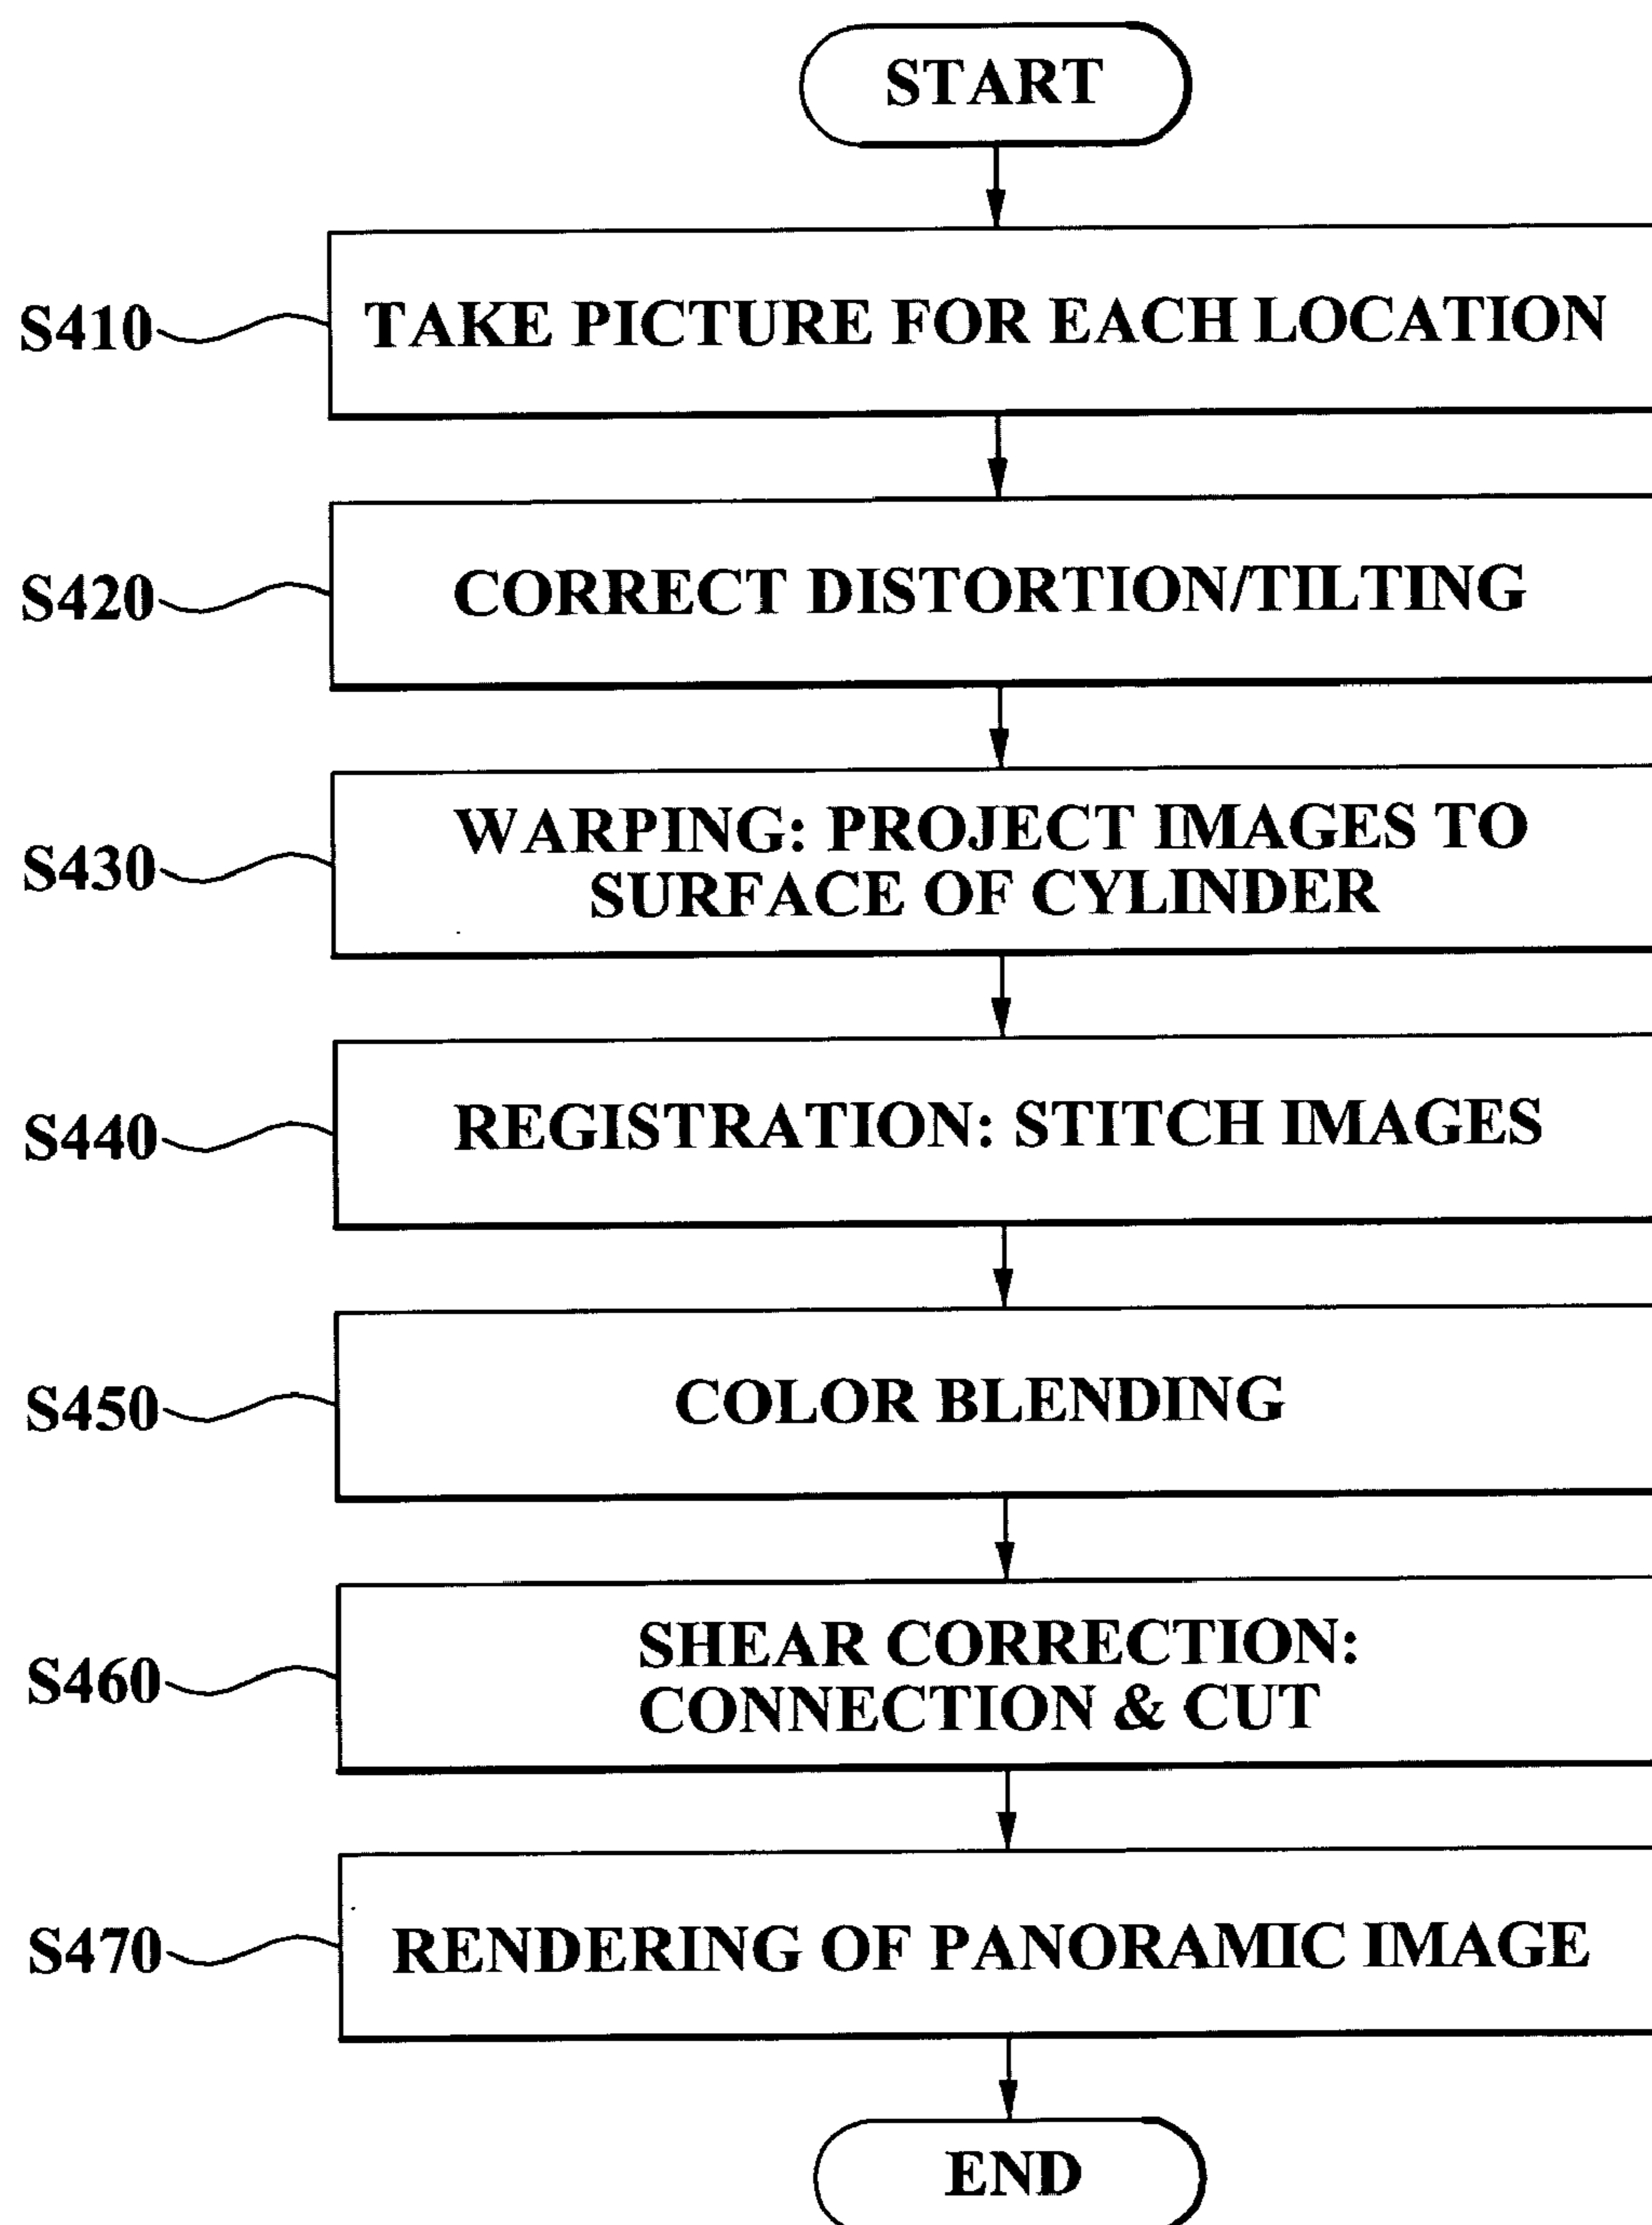 START
S410
TAKE PICTURE FOR EACH LOCATION
S420
CORRECT DISTORTION/TILTING
S430
WARPING: PROJECT IMAGES TO
SURFACE OF CYLINDER
S440
REGISTRATION: STITCH IMAGES
S450
COLOR BLENDING
S460
SHEAR CORRECTION:
CONNECTION & CUT
S470
RENDERING OF PANORAMIC IMAGE
END